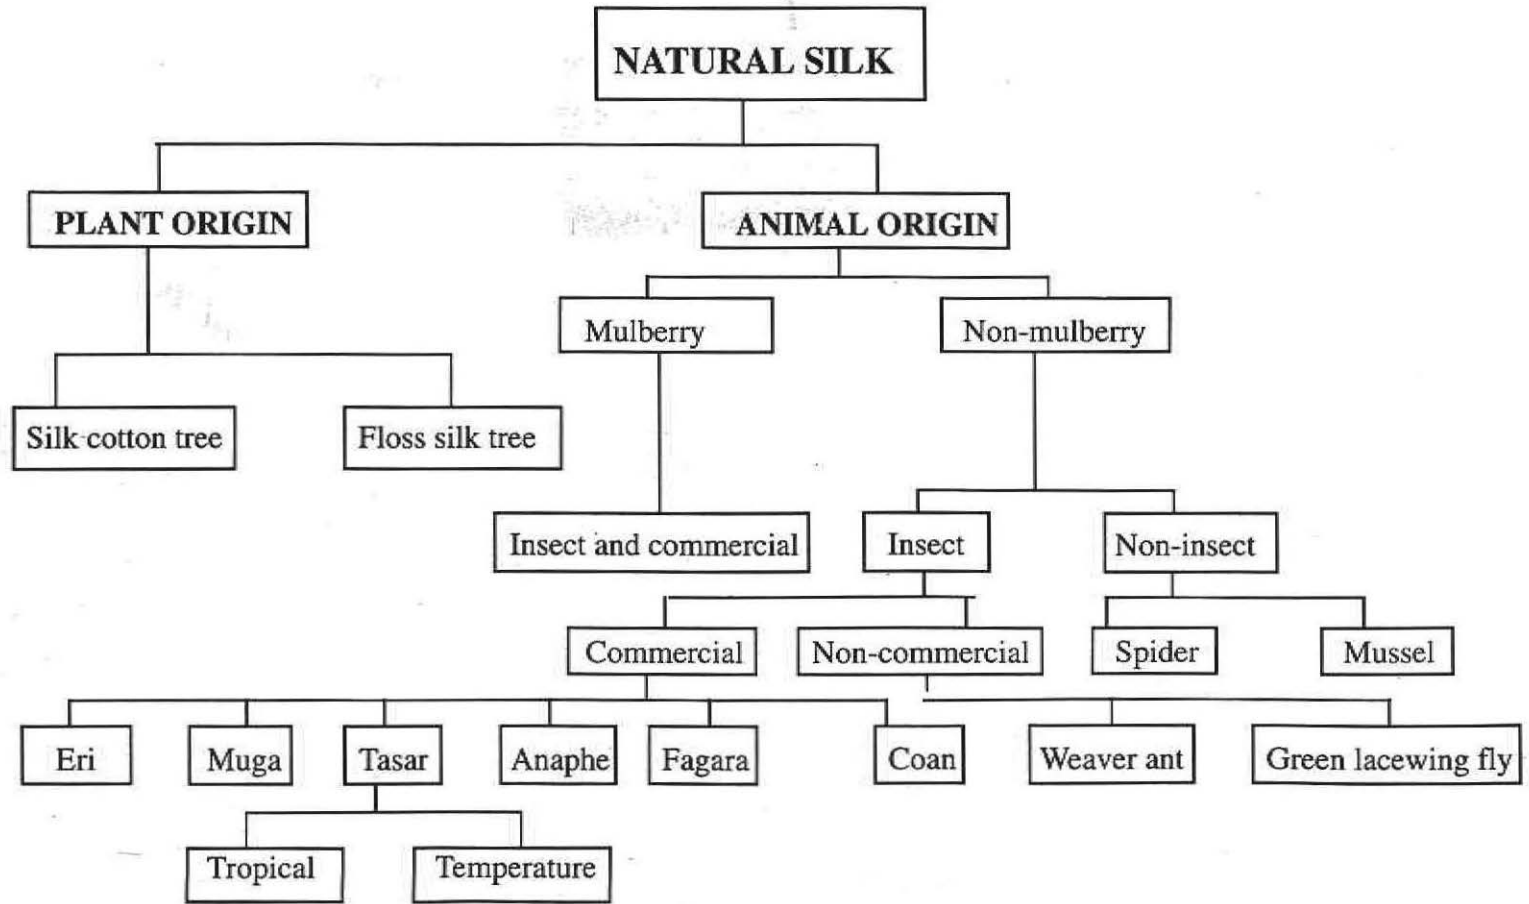 NATURAL SILK
PLANT ORIGIN
ANIMAL ORIGIN
Mulberry
Non-mulberry
Silk cotton tree
Floss silk tree
Insect and commercial
Insect
Non-insect
Commercial
Non-commercial
Spider
Mussel
Eri
Muga
Tasar
Anaphe
Fagara
Coan
Weaver ant
Green lacewing fly
Tropical
Temperature